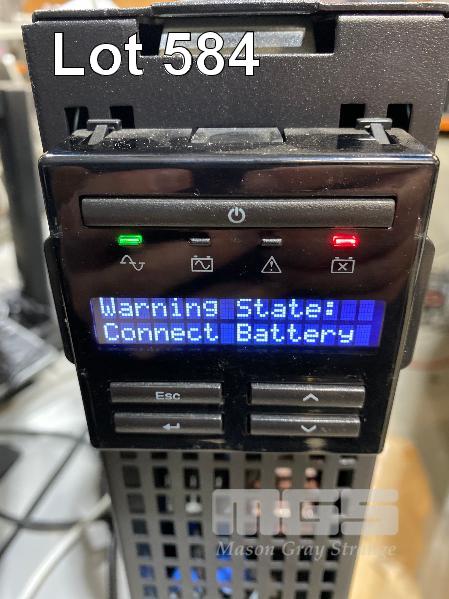 Lot 584
Warning State:
Connect Battery
Esc
MGS
Mason Gray Strange